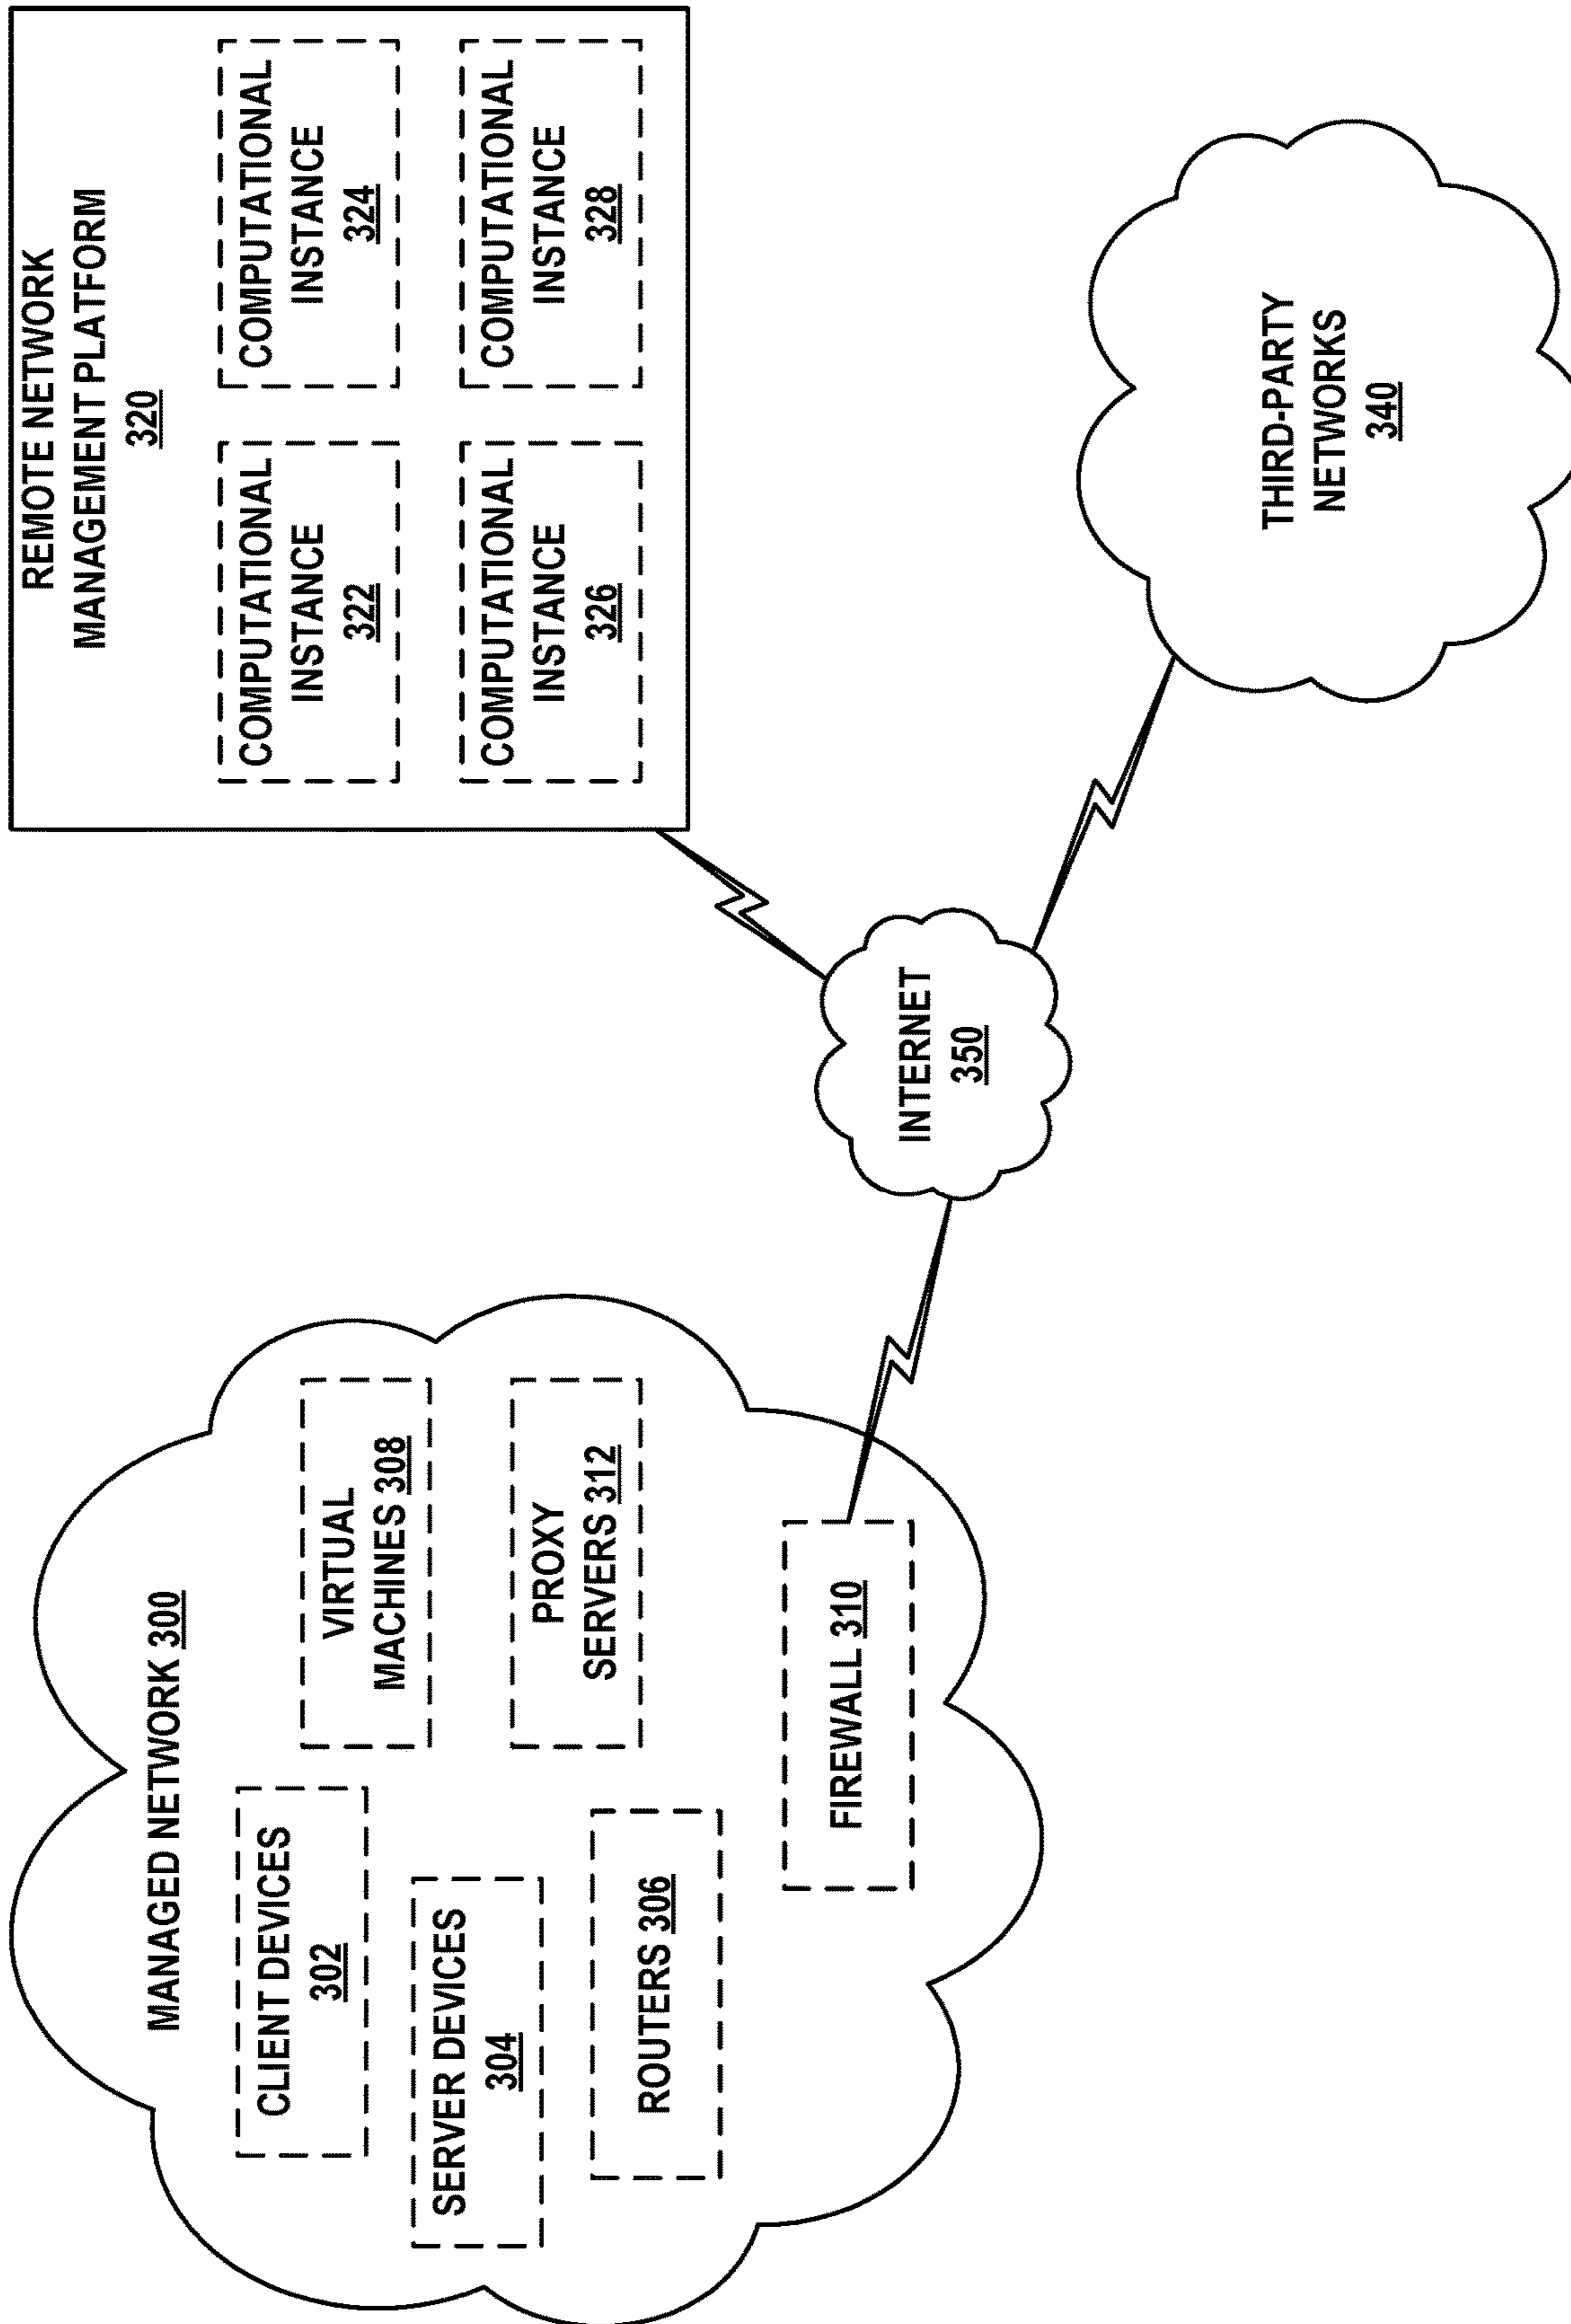 MANAGED NETWORK 300
CLIENT DEVICES
302
SERVER DEVICES
304
ROUTERS 306
VIRTUAL
MACHINES 308
PROXY
SERVERS 312
FIREWALL 310
INTERNET
350
REMOTE NETWORK
MANAGEMENT PLATFORM
320
COMPUTATIONAL
INSTANCE
322
COMPUTATIONAL
INSTANCE
324
COMPUTATIONAL
INSTANCE
326
COMPUTATIONAL
INSTANCE
328
THIRD-PARTY
NETWORKS
340